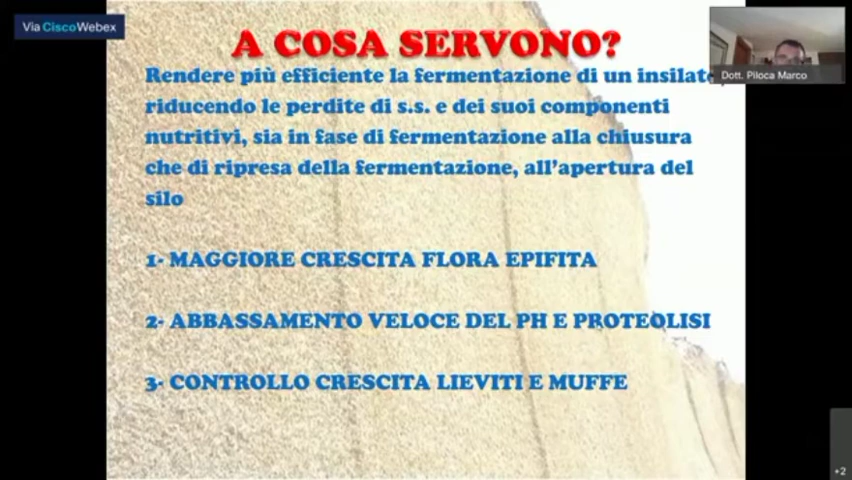 Via Cisco Webex
A COSA SERVONO?
Dott. Piloca Marco
Rendere più efficiente la fermentazione di un insilato,
riducendo le perdite di s.s. e dei suoi componenti
nutritivi, sia in fase di fermentazione alla chiusura
che di ripresa della fermentazione, all'apertura del
silo
1- MAGGIORE CRESCITA FLORA EPIFITA
2- ABBASSAMENTO VELOCE DEL PH E PROTEOLISI
3- CONTROLLO CRESCITA LIEVITI E MUFFE
+2